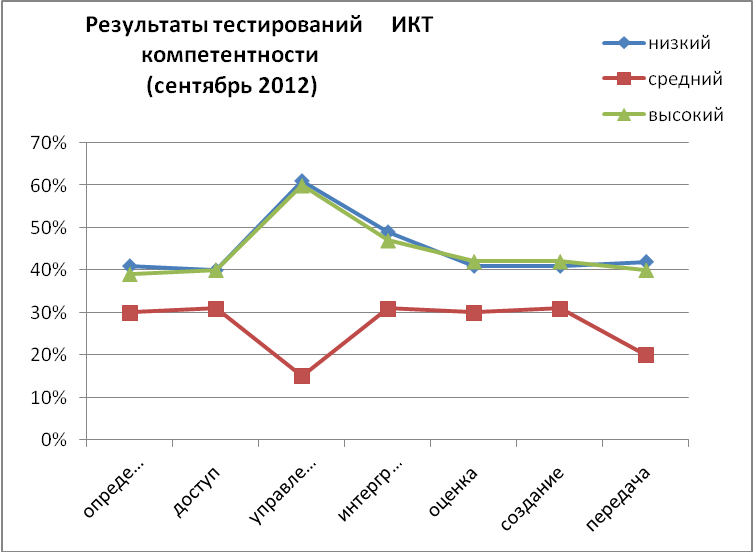 Результаты тестирований ИКТ
компетентности
(сентябрь 2012)
низкий
средний
высокий
70%
60%
50%
40%
30%
20%
10%
0%
опреде...
доступ
управле...
интергр...
оценка
создание
передача